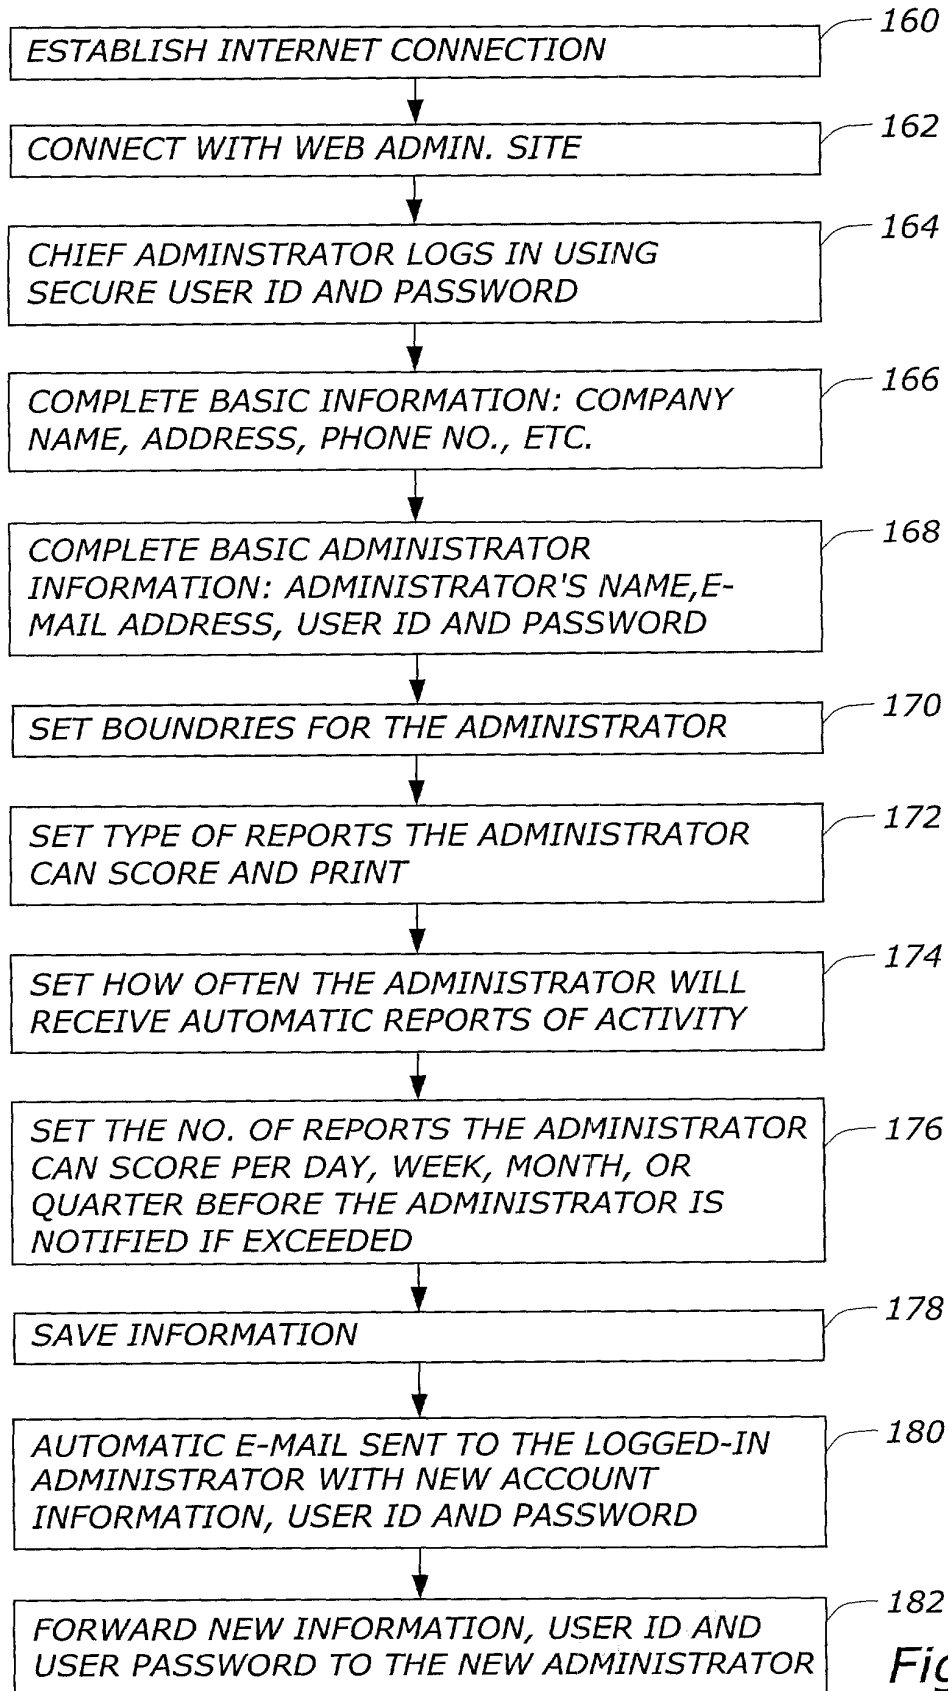 160
ESTABLISH INTERNET CONNECTION
162
CONNECT WITH WEB ADMIN. SITE
164
CHIEF ADMINSTRATOR LOGS IN USING
SECURE USER ID AND PASSWORD
166
COMPLETE BASIC INFORMATION: COMPANY
NAME, ADDRESS, PHONE NO., ETC.
168
COMPLETE BASIC ADMINISTRATOR
INFORMATION: ADMINISTRATOR'S NAME,E-
MAIL ADDRESS, USER ID AND PASSWORD
170
SET BOUNDRIES FOR THE ADMINISTRATOR
172
SET TYPE OF REPORTS THE ADMINISTRATOR
CAN SCORE AND PRINT
174
SET HOW OFTEN THE ADMINISTRATOR WILL
RECEIVE AUTOMATIC REPORTS OF ACTIVITY
176
SET THE NO. OF REPORTS THE ADMINISTRATOR
CAN SCORE PER DAY, WEEK, MONTH, OR
QUARTER BEFORE THE ADMINISTRATOR IS
NOTIFIED IF EXCEEDED
178
SAVE INFORMATION
180
AUTOMATIC E-MAIL SENT TO THE LOGGED-IN
ADMINISTRATOR WITH NEW ACCOUNT
INFORMATION, USER ID AND PASSWORD
182
FORWARD NEW INFORMATION, USER ID AND
USER PASSWORD TO THE NEW ADMINISTRATOR
Fig